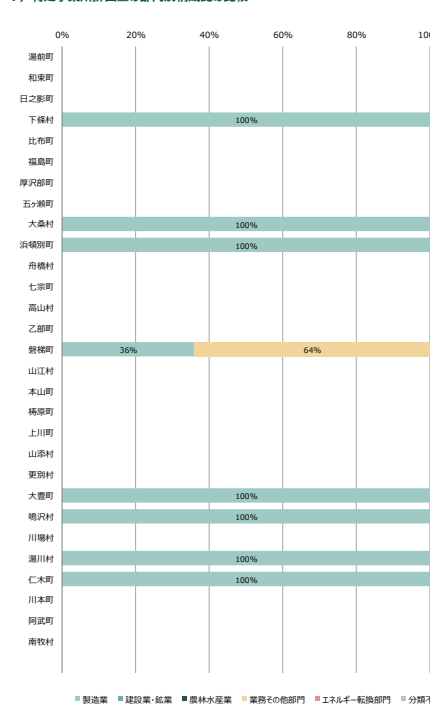 0% 20% 40% 60% 80%
湯前町
和束町
日之影町
下條村 100%
比布町
福島町
厚沢部町
五ヶ瀬町
大桑村 100%
浜頓別町 100%
舟橋村
七宗町
高山村
乙部町
磐梯町 36% 64%
山江村
本山町
梼原町
上川町
山添村
更別村
大豊町 100%
鳴沢村 100%
川場村
湯川村 100%
仁木町 100%
川本町
阿武町
南牧村
製造業 建設業・鉱業 農林水産業 業務その他部門 エネルギー転換部門